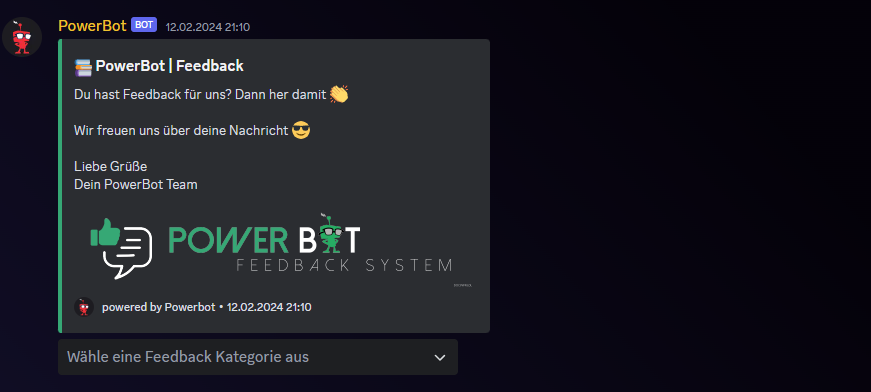 PowerBot BOT 12.02.2024 21:10
PowerBot | Feedback
Du hast Feedback für uns? Dann her damit
Wir freuen uns über deine Nachricht
Liebe Grüße
Dein PowerBot Team
POWER BOT
FEEDBACK SYSTEM
powered by Powerbot • 12.02.2024 21:10
Wähle eine Feedback Kategorie aus